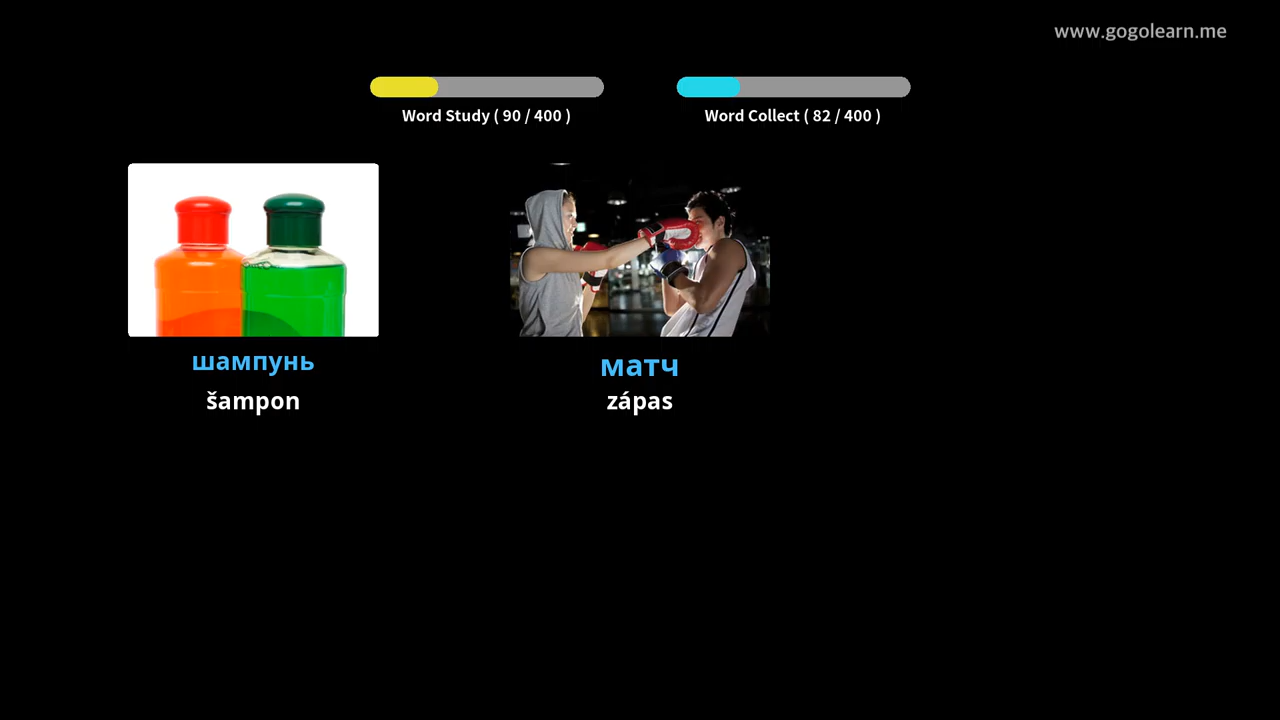 www.gogolearn.me
Word Study ( 90 / 400 )
Word Collect ( 82 / 400 )
шампунь
šampon
матч
zápas